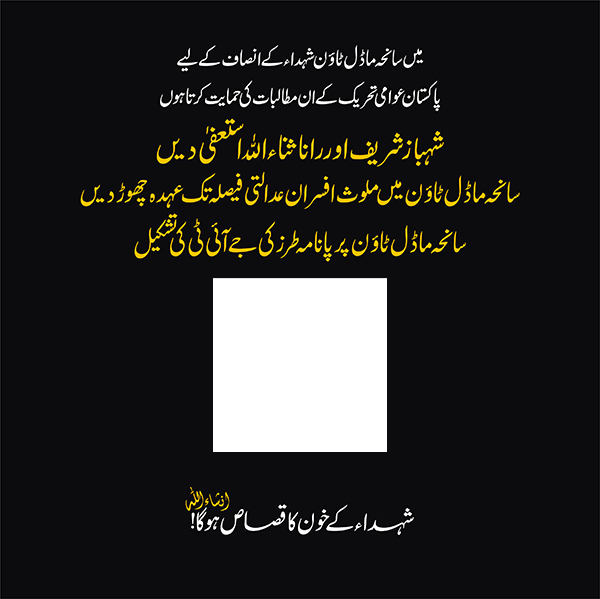 میں سانحہ ماڈل ٹاؤن شہداء کے انصاف کے لیے
پاکستان عوامی تحریک کے ان مطالبات کی حمایت کرتا ہوں
شہباز شریف اور رانا ثناء اللہ استعفیٰ دیں
سانحہ ماڈل ٹاؤن میں ملوث افسران عدالتی فیصلہ تک عہدہ چھوڑ دیں
سانحہ ماڈل ٹاؤن پر پانامہ طرز کی جے آئی ٹی کی تشکیل
انشاء اللہ
شہداء کے خون کا قصاص ہوگا!